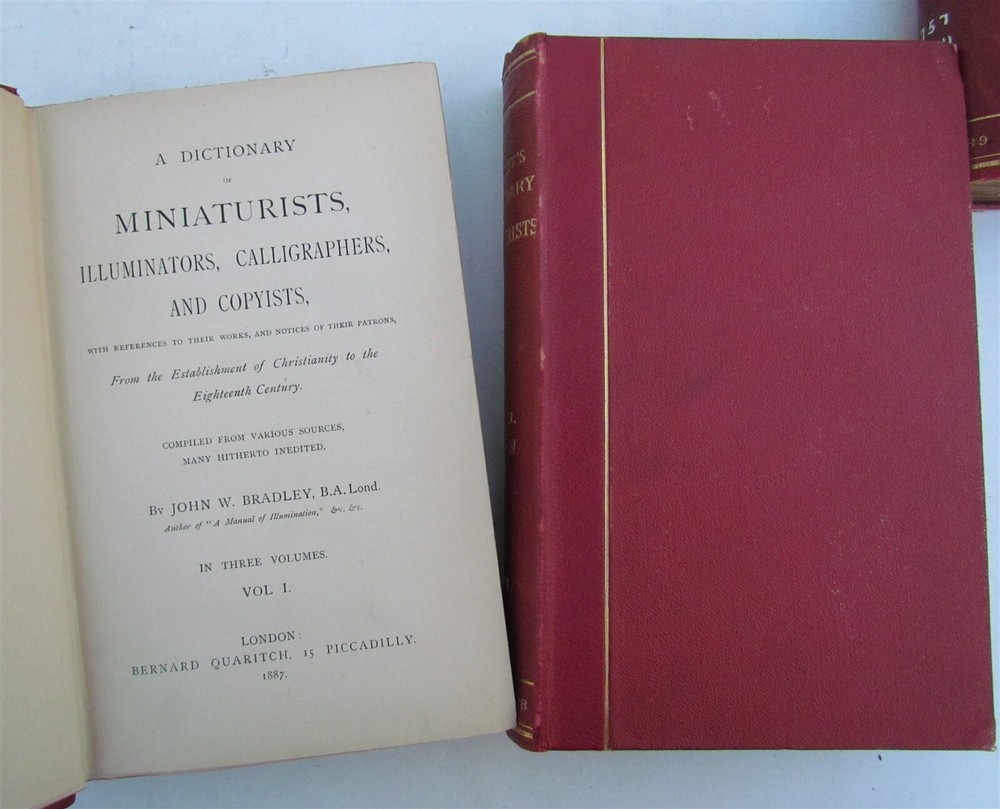 A DICTIONARY
OF
MINIATURISTS,
ILLUMINATORS, CALLIGRAPHERS,
AND COPYISTS,
WITH REFERENCES TO THEIR WORKS, AND NOTICES OF THEIR PATRONS,
From the Establishment of Christianity to the
Eighteenth Century.
COMPILED FROM VARIOUS SOURCES,
MANY HITHERTO INEDITED.
By JOHN W. BRADLEY, B.A. Lond.
Author of "A Manual of Illumination," &c. &c.
IN THREE VOLUMES.
VOL I.
LONDON:
BERNARD QUARITCH, 15 PICCADILLY.
1887.